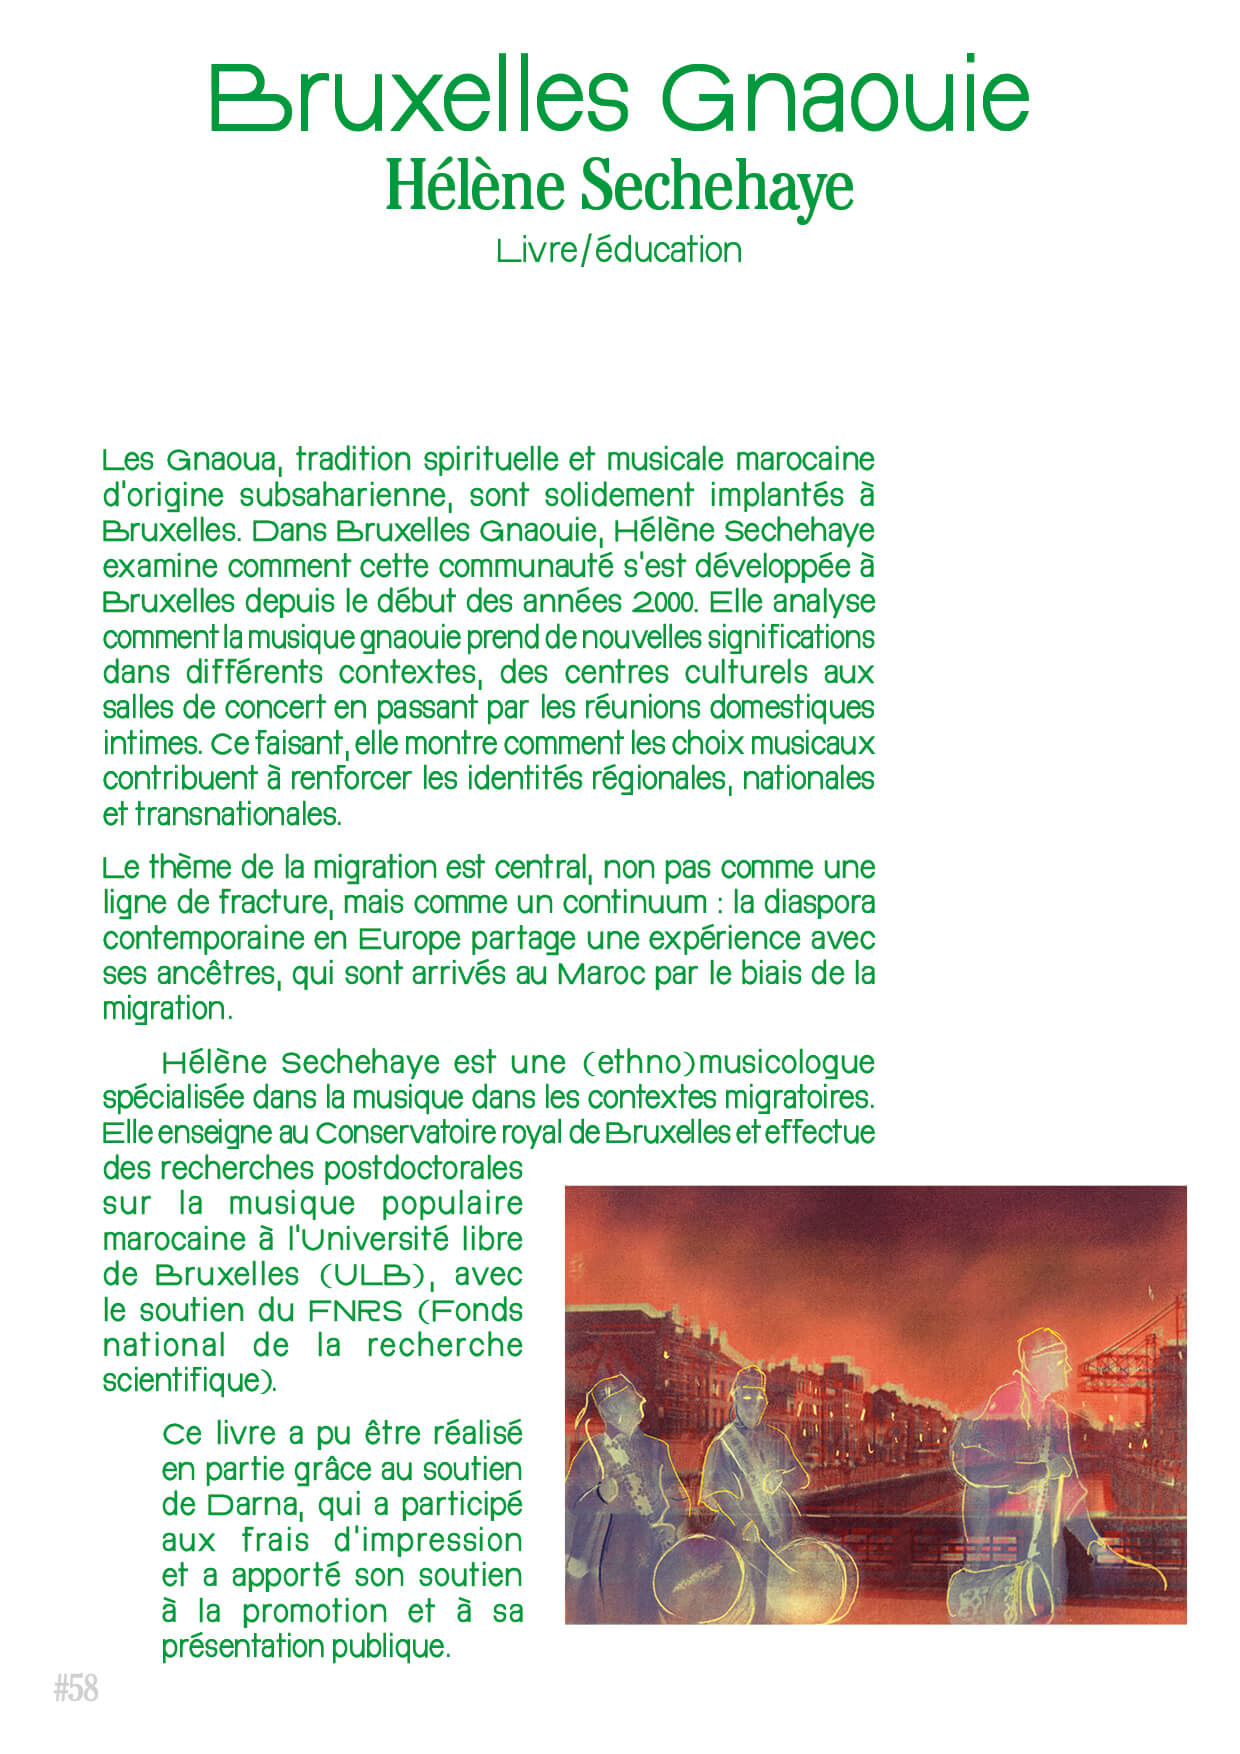 Bruxelles Gnaouie
Hélène Sechehaye
Livre/éducation
Les Gnaoua, tradition spirituelle et musicale marocaine
d'origine subsaharienne, sont solidement implantés à
Bruxelles. Dans Bruxelles Gnaouie, Hélène Sechehaye
examine comment cette communauté s'est développée à
Bruxelles depuis le début des années 2000. Elle analyse
comment la musique gnaouie prend de nouvelles significations
dans différents contextes, des centres culturels aux
salles de concert en passant par les réunions domestiques
intimes. Ce faisant, elle montre comment les choix musicaux
contribuent à renforcer les identités régionales, nationales
et transnationales.
Le thème de la migration est central, non pas comme une
ligne de fracture, mais comme un continuum : la diaspora
contemporaine en Europe partage une expérience avec
ses ancêtres, qui sont arrivés au Maroc par le biais de la
migration.
Hélène Sechehaye est une (ethno)musicologue
spécialisée dans la musique dans les contextes migratoires.
Elle enseigne au Conservatoire royal de Bruxelles et effectue
des recherches postdoctorales
sur la musique populaire
marocaine à l'Université libre
de Bruxelles (ULB), avec
le soutien du FNRS (Fonds
national de la recherche
scientifique).
Ce livre a pu être réalisé
en partie grâce au soutien
de Darna, qui a participé
aux frais d'impression
et a apporté son soutien
à la promotion et à sa
présentation publique.
#58